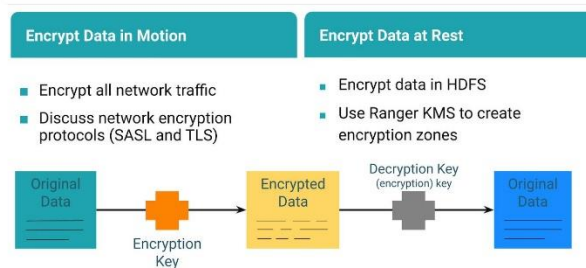 Encrypt Data in Motion
Encrypt Data at Rest
Encrypt all network traffic
Discuss network encryption
protocols (SASL and TLS)
Encrypt data in HDFS
Use Ranger KMS to create
encryption zones
Original
Data
Encryption
Key
Encrypted
Data
Decryption Key
(encryption) key
Original
Data